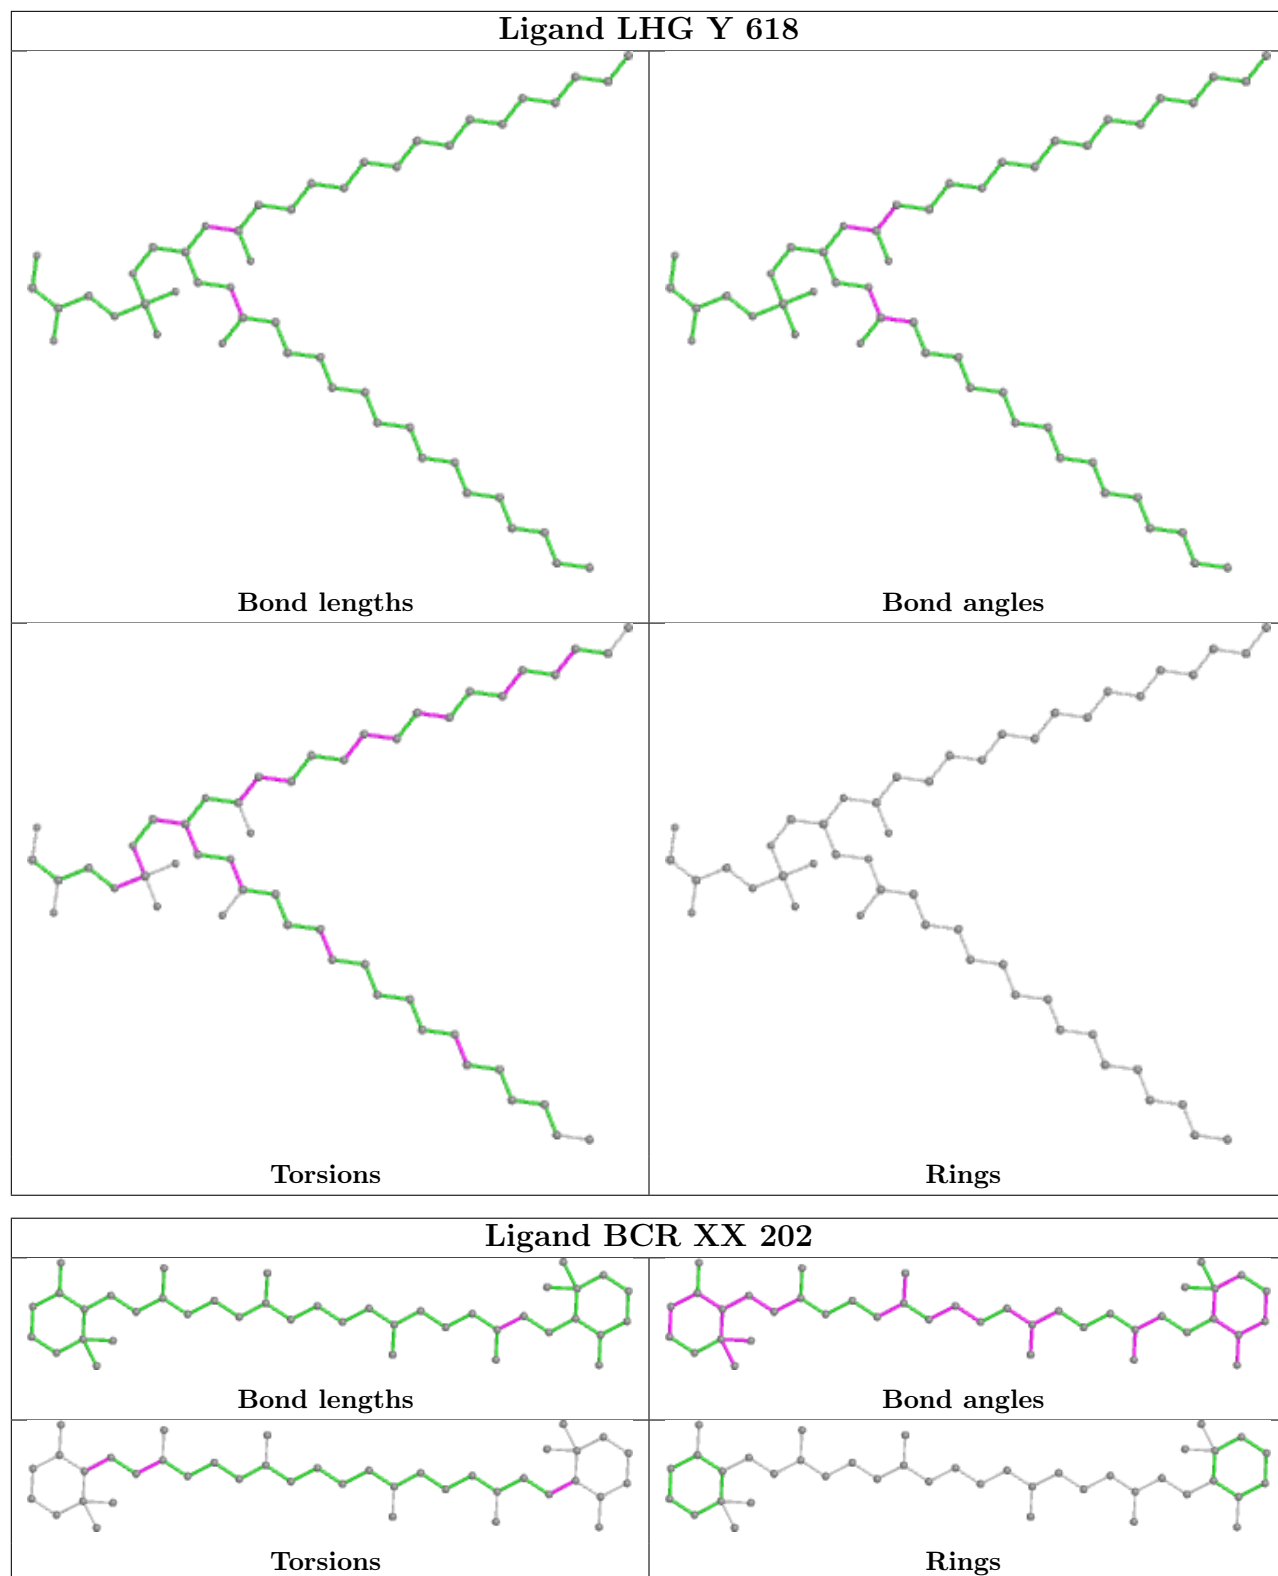 Ligand LHG Y 618
Bond lengths
Bond angles
Torsions
Rings
Ligand BCR XX 202
Bond lengths
Bond angles
Torsions
Rings